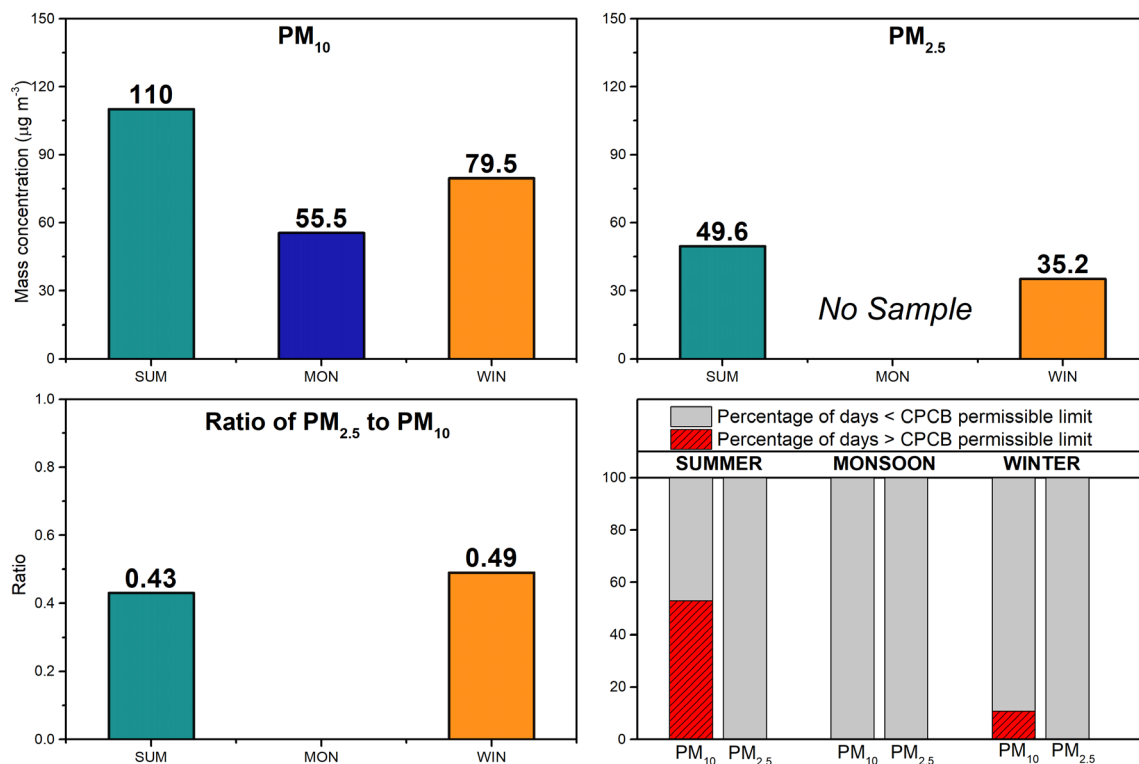 PM10
150
120
90
60
30
0
Mass concentration (µg m-3)
110
55.5
79.5
SUM
MON
WIN
PM2.5
150
120
90
60
30
0
49.6
No Sample
35.2
SUM
MON
WIN
Ratio of PM2.5 to PM10
1.0
0.8
0.6
0.4
0.2
0.0
Ratio
0.43
0.49
SUM
MON
WIN
Percentage of days < CPCB permissible limit
Percentage of days > CPCB permissible limit
SUMMER MONSOON WINTER
100
80
60
40
20
0
PM10 PM2.5 PM10 PM2.5 PM10 PM2.5